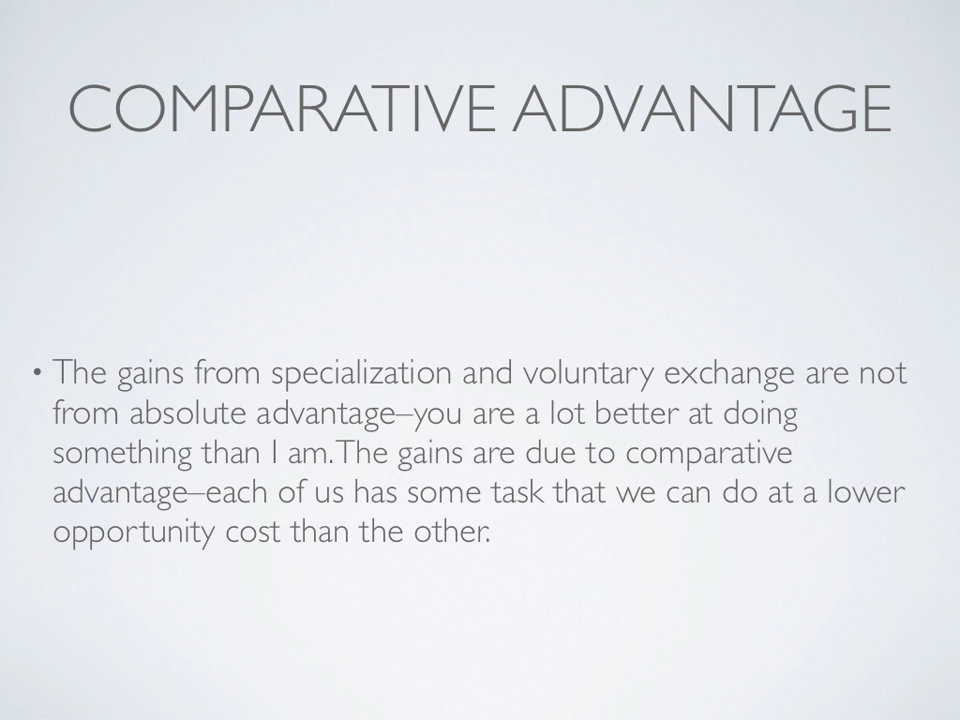 COMPARATIVE ADVANTAGE
• The gains from specialization and voluntary exchange are not
from absolute advantage–you are a lot better at doing
something than I am. The gains are due to comparative
advantage–each of us has some task that we can do at a lower
opportunity cost than the other.